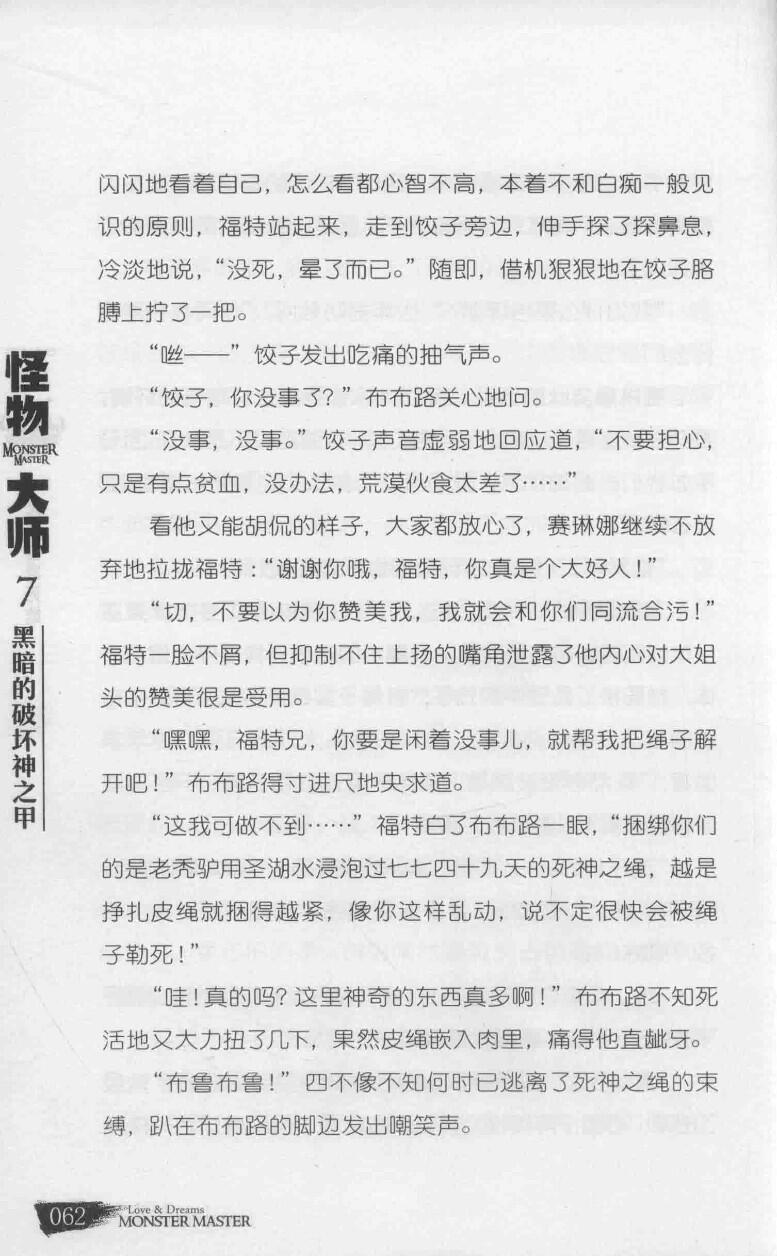 闪闪地看着自己，怎么看都心智不高，本着不和白痴一般见
识的原则，福特站起来，走到饺子旁边，伸手探了探鼻息，
冷淡地说，“没死，晕了而已。”随即，借机狠狠地在饺子胳
膊上拧了一把。
“咝——”饺子发出吃痛的抽气声。
“饺子，你没事了？”布布路关心地问。
“没事，没事。”饺子声音虚弱地回应道，“不要担心，
只是有点贫血，没办法，荒漠伙食太差了……”
看他又能胡侃的样子，大家都放心了，赛琳娜继续不放
弃地拉拢福特：“谢谢你哦，福特，你真是个大好人！”
“切，不要以为你赞美我，我就会和你们同流合污！”
福特一脸不屑，但抑制不住上扬的嘴角泄露了他内心对大姐
头的赞美很是受用。
“嘿嘿，福特兄，你要是闲着没事儿，就帮我把绳子解
开吧！”布布路得寸进尺地央求道。
“这我可做不到……”福特白了布布路一眼，“捆绑你们
的是老秃驴用圣湖水浸泡过七七四十九天的死神之绳，越是
挣扎皮绳就捆得越紧，像你这样乱动，说不定很快会被绳
子勒死！”
“哇！真的吗？这里神奇的东西真多啊！”布布路不知死
活地又大力扭了几下，果然皮绳嵌入肉里，痛得他直龇牙。
“布鲁布鲁！”四不像不知何时已逃离了死神之绳的束
缚，趴在布布路的脚边发出嘲笑声。
怪物
MONSTER
MASTER
大师
7
黑暗的破坏神之甲
062
Love & Dreams
MONSTER MASTER